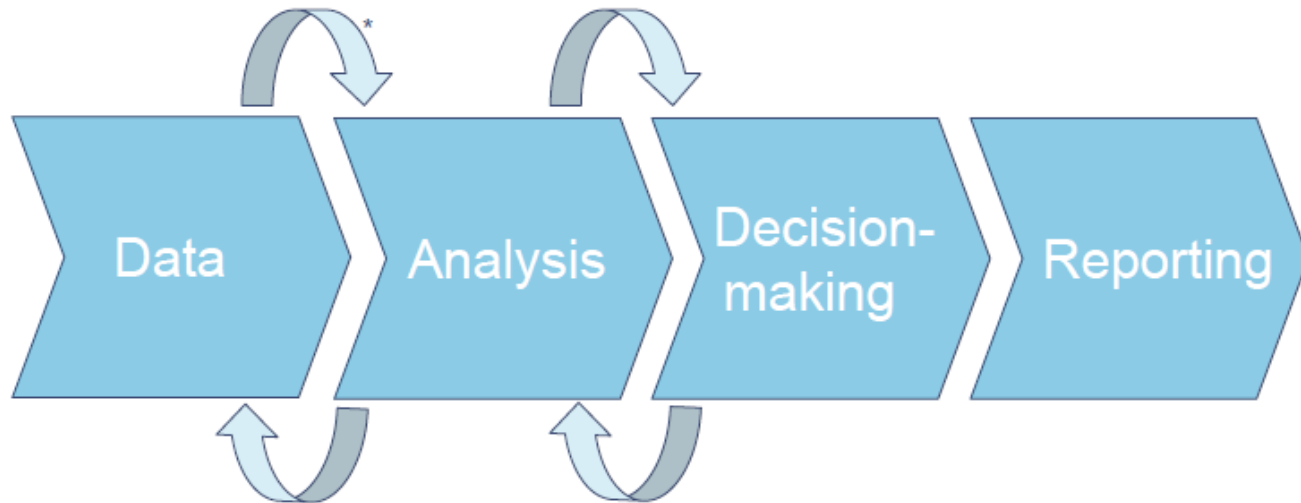 *
Data
Analysis
Decision-
making
Reporting